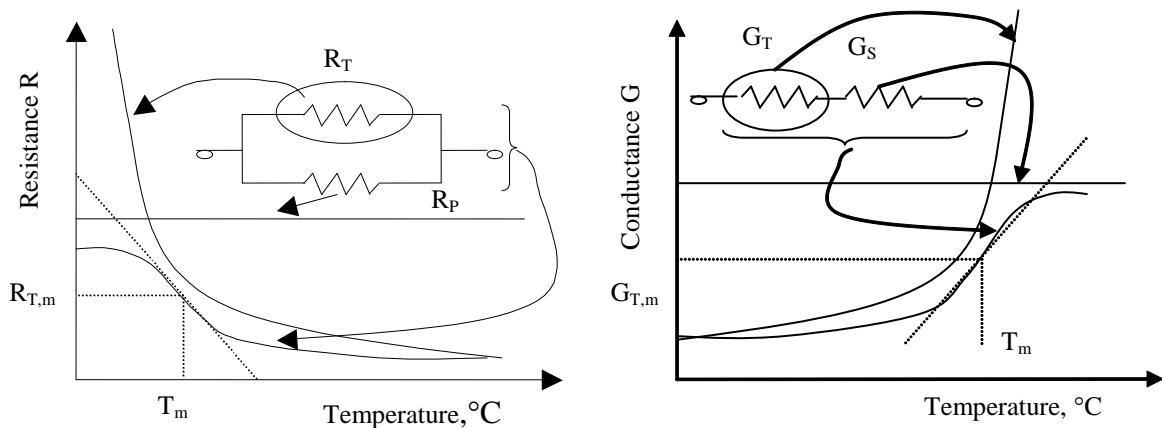 Resistance R
R_T
R_P
R_T,m
T_m
Temperature, °C
Conductance G
G_T
G_S
G_T,m
T_m
Temperature, °C